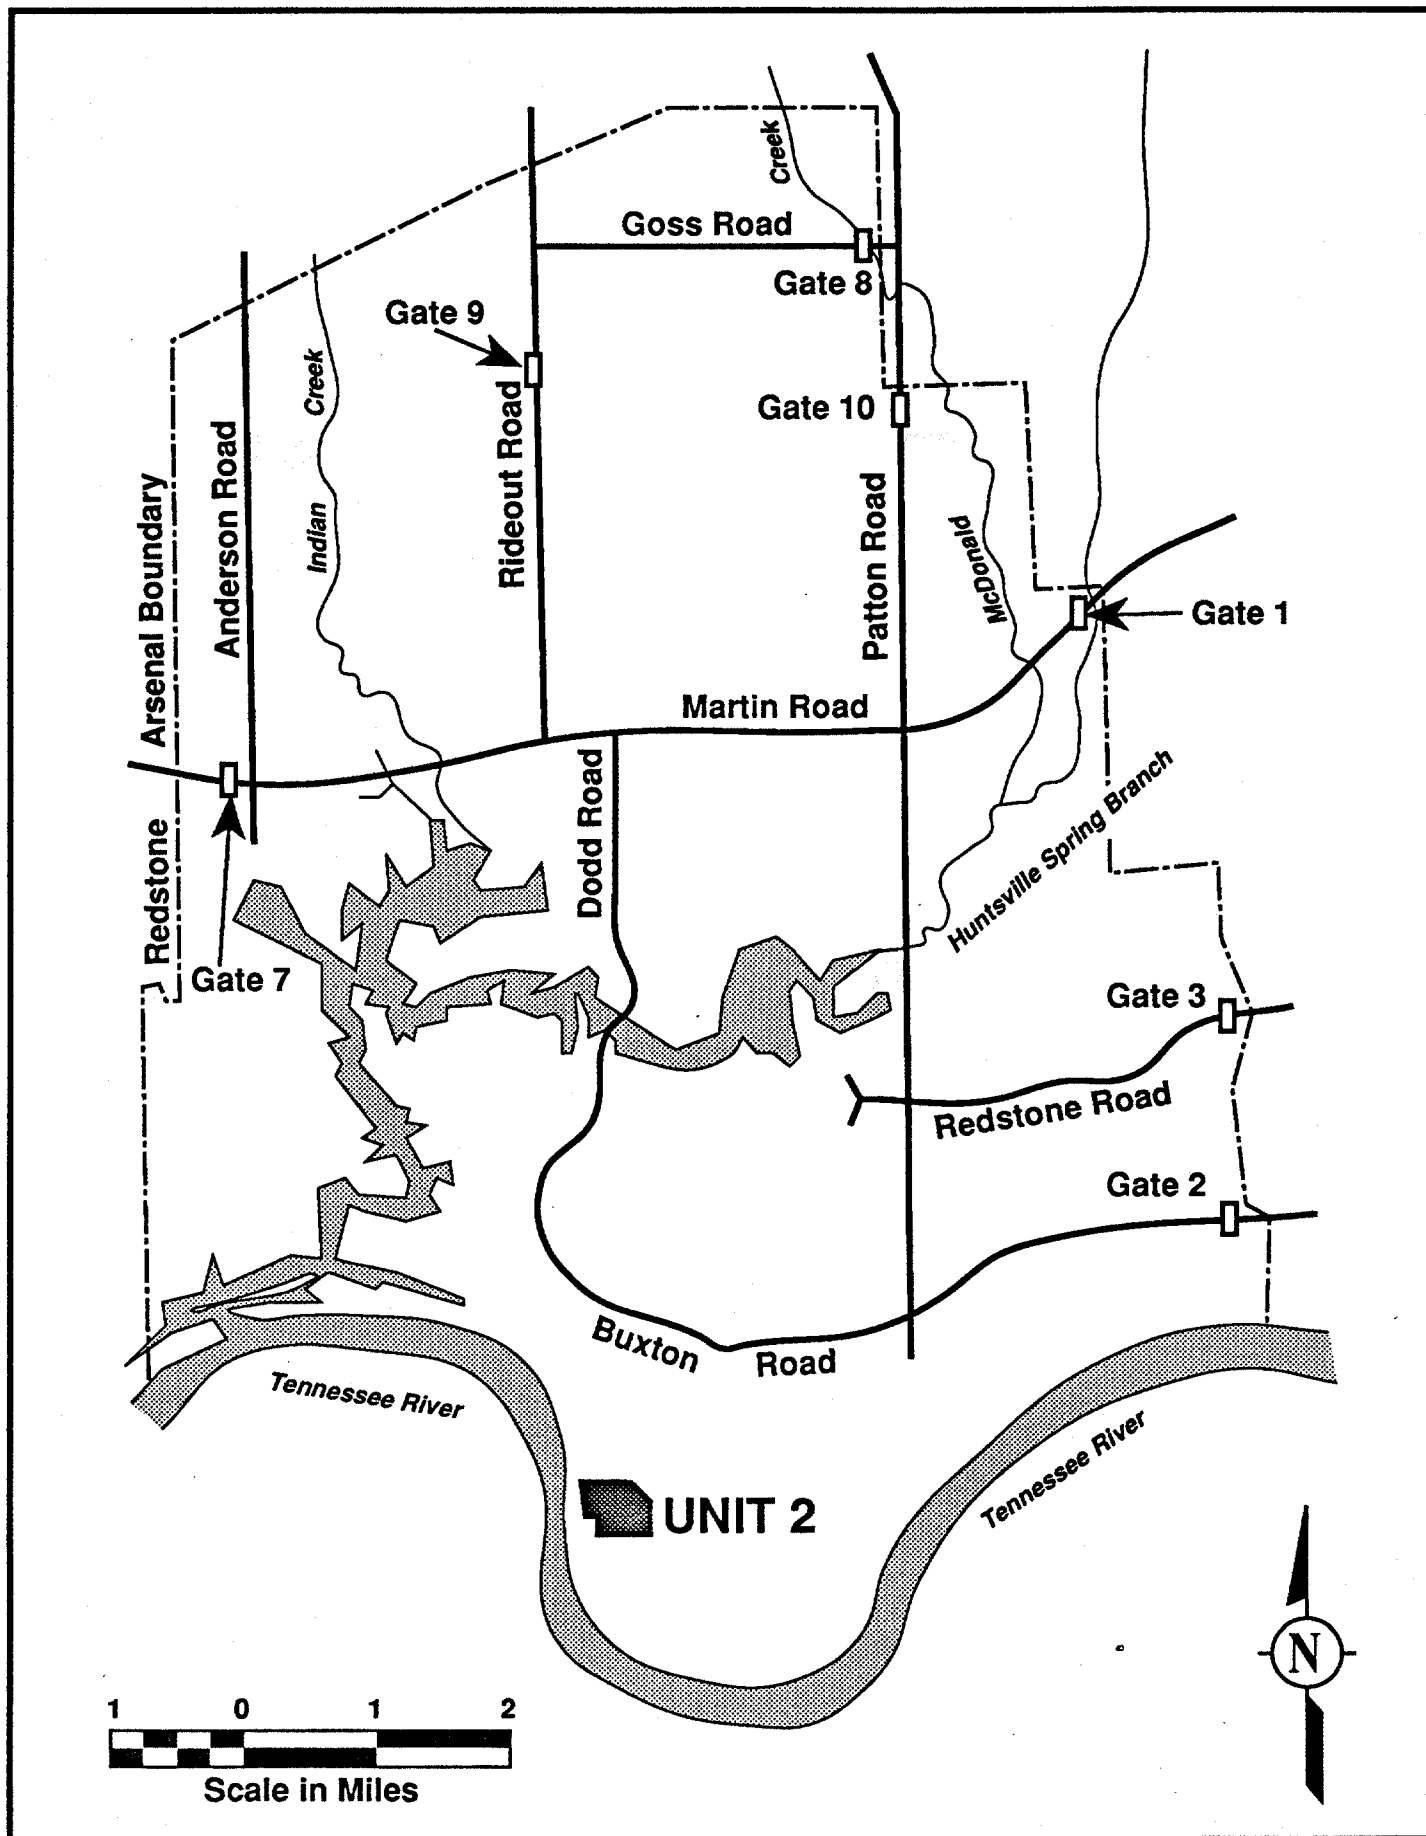 Creek
Goss Road
Gate 8
Gate 9
Creek
Gate 10
Rideout Road
Anderson Road
Indian
Patton Road
McDonald
Redstone Arsenal Boundary
Gate 1
Martin Road
Dodd Road
Huntsville Spring Branch
Gate 7
Gate 3
Redstone Road
Gate 2
Buxton Road
Tennessee River
Tennessee River
UNIT 2
N
1 0 1 2
Scale in Miles